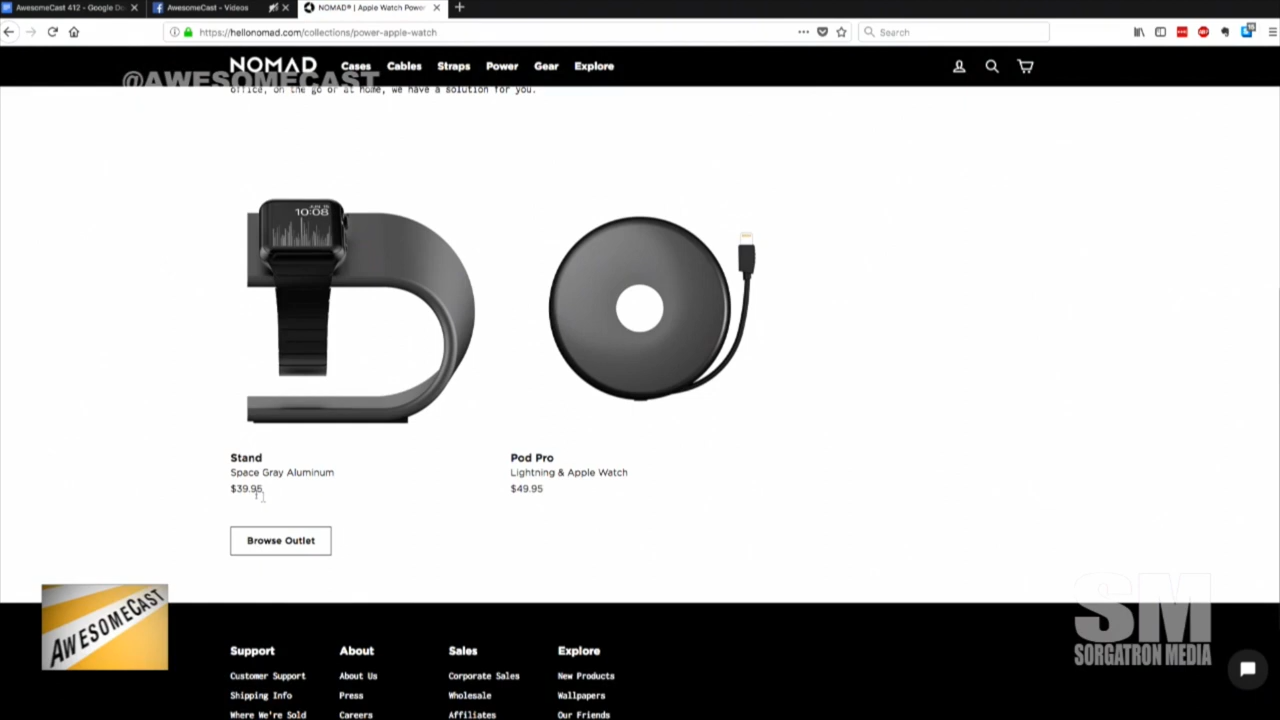 AwesomeCast 412 - Google Do
AwesomeCast - Videos
NOMAD® | Apple Watch Power
https://hellonomad.com/collections/power-apple-watch
Search
NOMAD
Cases
Cables
Straps
Power
Gear
Explore
@AWESOMECAST
office, on the go or at home, we have a solution for you.
10:08
Stand
Space Gray Aluminum
$39.95
Pod Pro
Lightning & Apple Watch
$49.95
Browse Outlet
AWESOMECAST
SM
SORGATRON MEDIA
Support
About
Sales
Explore
Customer Support
About Us
Corporate Sales
New Products
Shipping Info
Press
Wholesale
Wallpapers
Where We're Sold
Careers
Affiliates
Our Friends